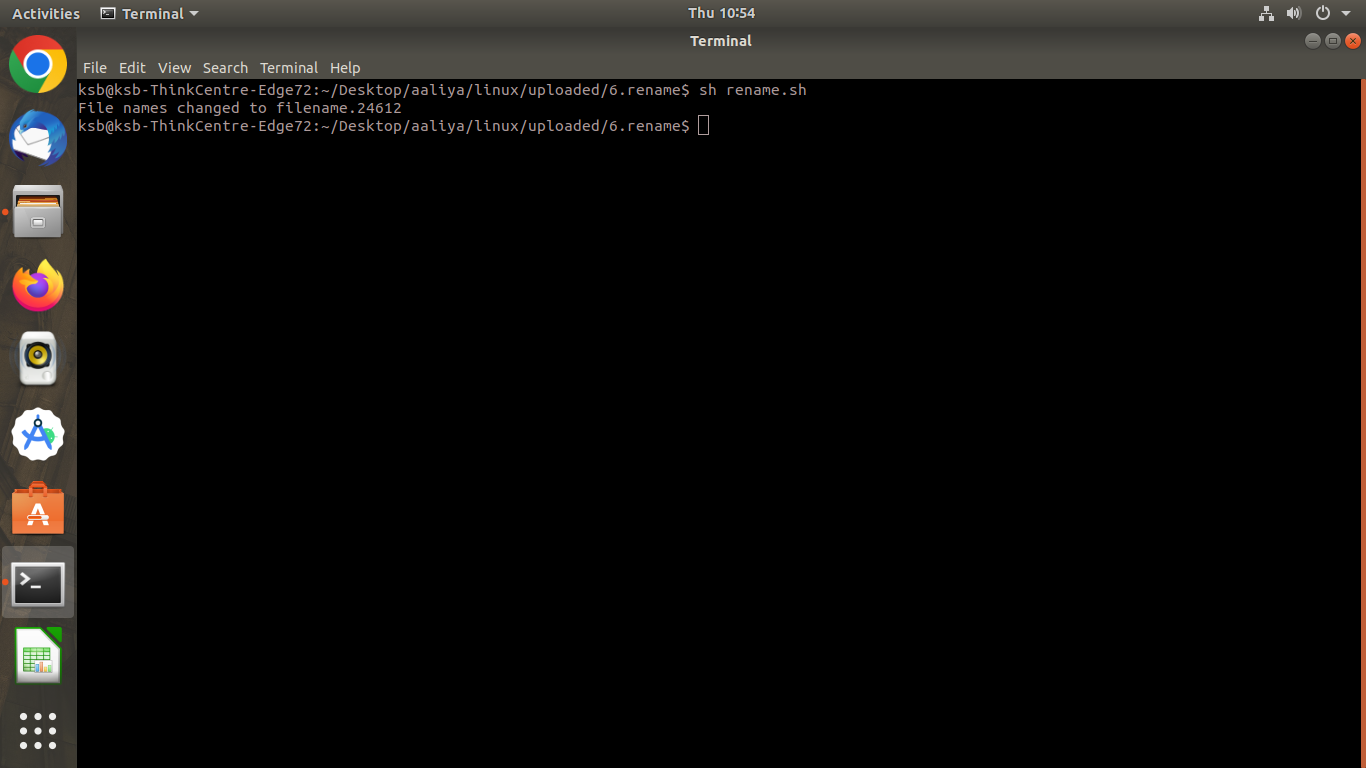 Activities Terminal Thu 10:54
Terminal
File Edit View Search Terminal Help
ksb@ksb-ThinkCentre-Edge72:~/Desktop/aaliya/linux/uploaded/6.rename$ sh rename.sh
File names changed to filename.24612
ksb@ksb-ThinkCentre-Edge72:~/Desktop/aaliya/linux/uploaded/6.rename$